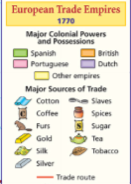 European Trade Empires
1770
Major Colonial Powers
and Possessions
Spanish British
Portuguese Dutch
Other empires
Major Sources of Trade
Cotton Slaves
Coffee Spices
Furs Sugar
Gold Tea
Silk Tobacco
Silver
Trade route